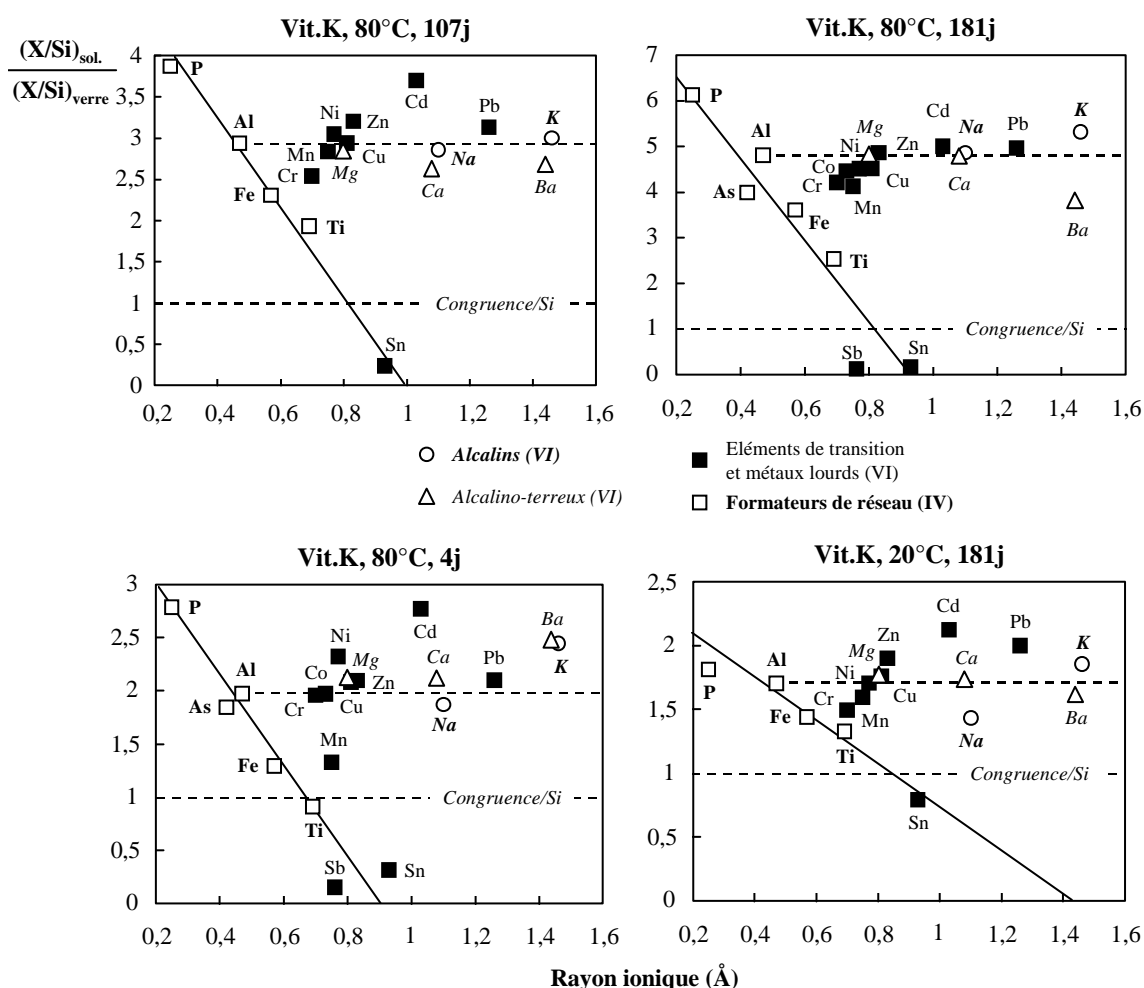 Vit.K, 80°C, 107j
(X/Si)sol.
(X/Si)verre
4
3,5
3
2,5
2
1,5
1
0,5
0
P
Al
Fe
Ti
Ni
Zn
Mn
Cr
Mg
Cu
Cd
Pb
K
Na
Ca
Ba
Congruence/Si
Sn
0,2 0,4 0,6 0,8 1 1,2 1,4 1,6
Vit.K, 80°C, 181j
7
6
5
4
3
2
1
0
P
Al
As
Fe
Ti
Ni
Mg
Zn
Co
Cr
Cu
Mn
Cd
Na
Pb
K
Ca
Ba
Congruence/Si
Sb
Sn
0,2 0,4 0,6 0,8 1 1,2 1,4 1,6
Alcalins (VI)
Alcalino-terreux (VI)
Eléments de transition
et métaux lourds (VI)
Formateurs de réseau (IV)
Vit.K, 80°C, 4j
3
2,5
2
1,5
1
0,5
0
P
Al
As
Fe
Ti
Ni
Co
Mg
Zn
Cr
Cu
Mn
Cd
Ca
Pb
Ba
K
Na
Congruence/Si
Sb
Sn
0,2 0,4 0,6 0,8 1 1,2 1,4 1,6
Vit.K, 20°C, 181j
2,5
2
1,5
1
0,5
0
P
Al
Fe
Ti
Cr
Ni
Mg
Zn
Cu
Mn
Cd
Pb
Ca
K
Na
Ba
Congruence/Si
Sn
0,2 0,4 0,6 0,8 1 1,2 1,4 1,6
Rayon ionique (Å)